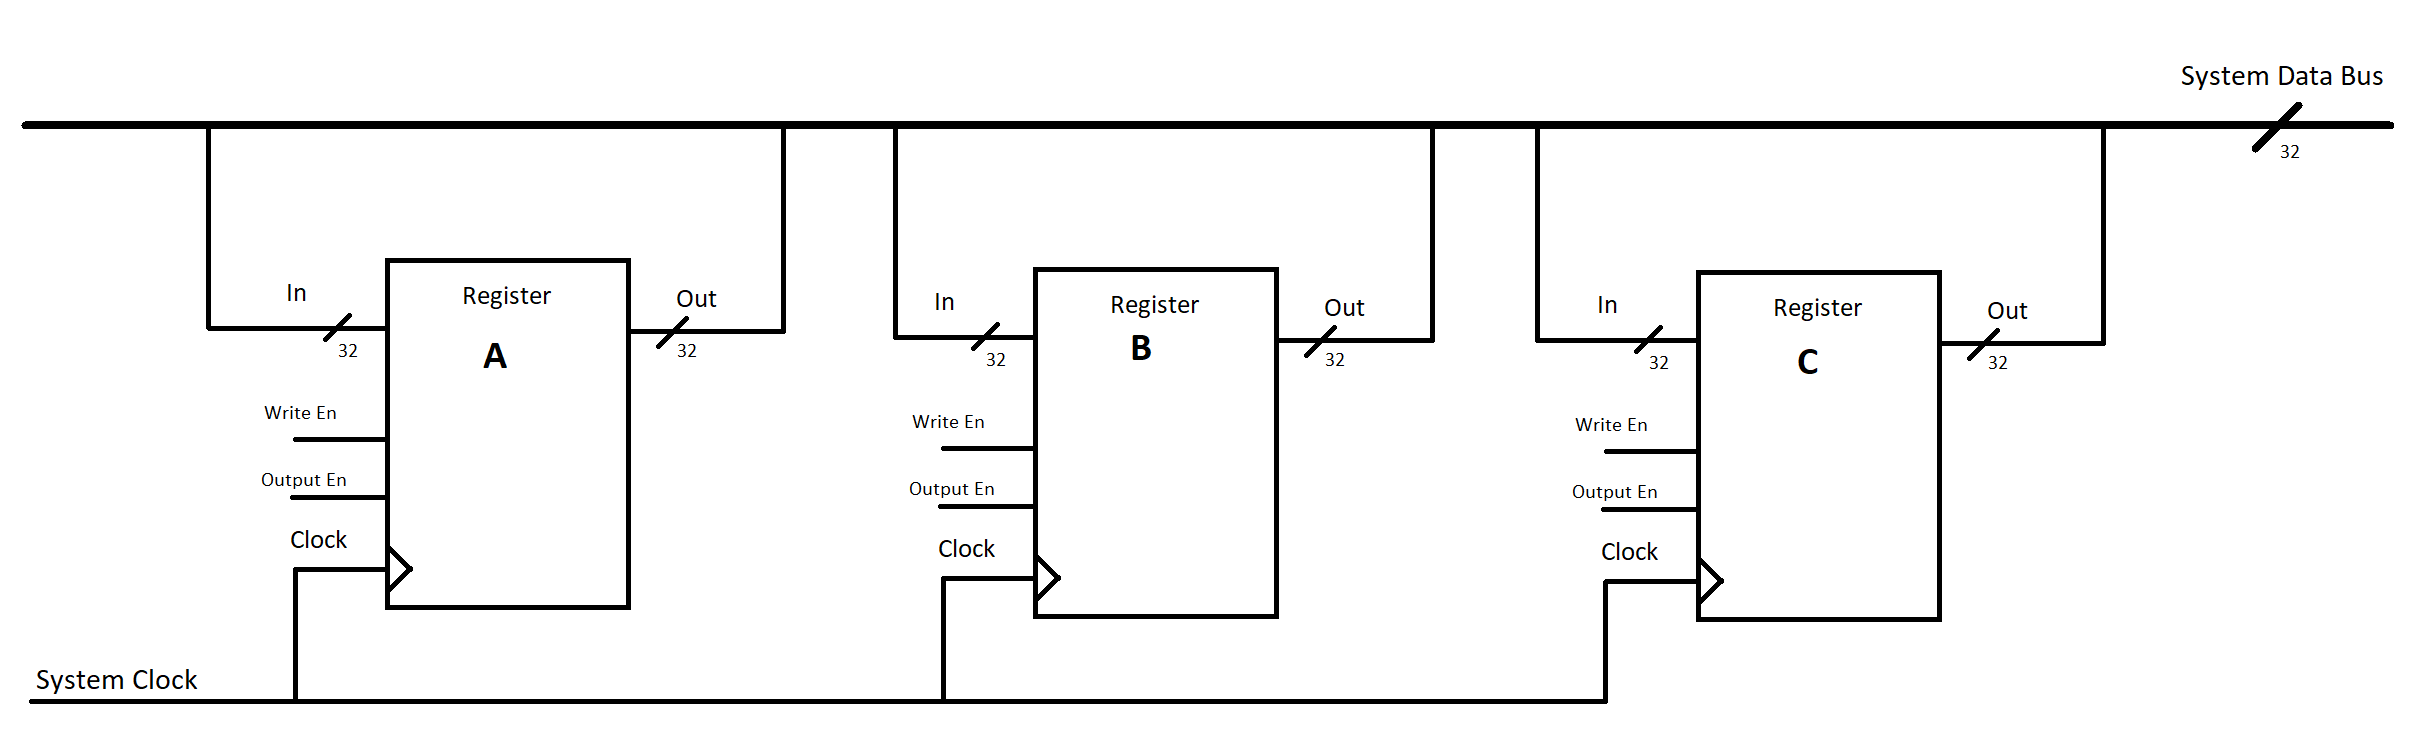 System Data Bus
32
In
32
Register
A
Out
32
Write En
Output En
Clock
In
32
Register
B
Out
32
Write En
Output En
Clock
In
32
Register
C
Out
32
Write En
Output En
Clock
System Clock